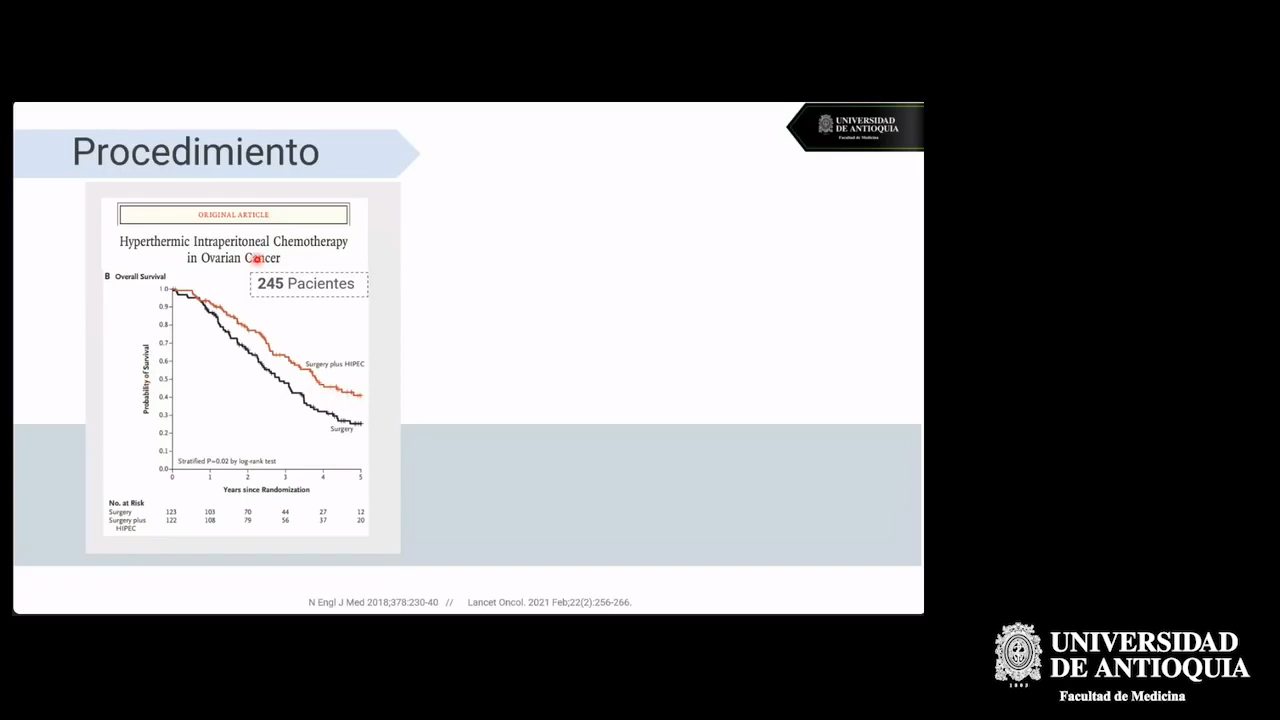 Procedimiento
UNIVERSIDAD
DE ANTIOQUIA
Facultad de Medicina
ORIGINAL ARTICLE
Hyperthermic Intraperitoneal Chemotherapy
in Ovarian Cancer
B Overall Survival
245 Pacientes
1.0
0.9
0.8
0.7
0.6
0.5
0.4
0.3
0.2
0.1
0.0
Probability of Survival
Surgery plus HIPEC
Surgery
Stratified P=0.02 by log-rank test
0 1 2 3 4 5
Years since Randomization
No. at Risk
Surgery 123 103 70 44 27 12
Surgery plus 122 108 79 56 37 20
HIPEC
N Engl J Med 2018;378:230-40 // Lancet Oncol. 2021 Feb;22(2):256-266.
UNIVERSIDAD
DE ANTIOQUIA
1803
Facultad de Medicina